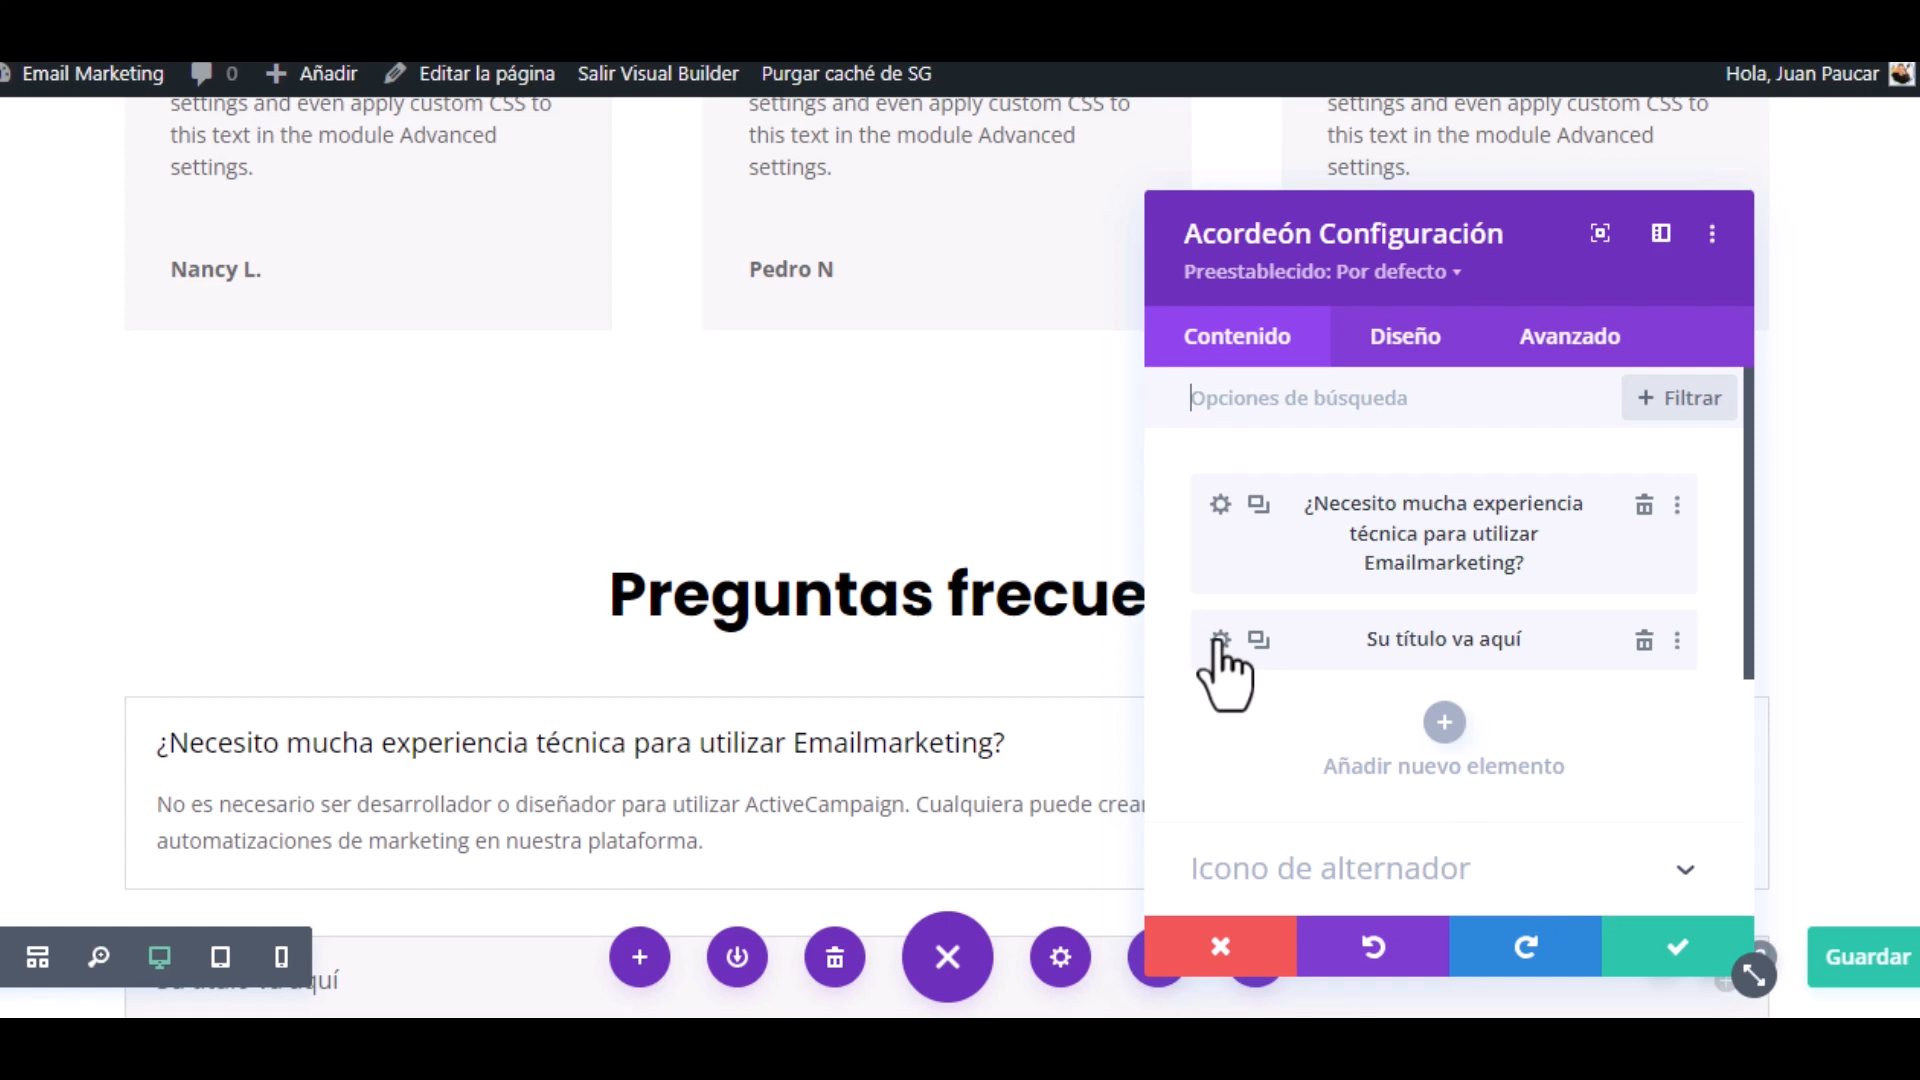 Email Marketing 0 Añadir Editar la página Salir Visual Builder Purgar caché de SG Hola, Juan Paucar
settings and even apply custom CSS to
this text in the module Advanced
settings.
Nancy L.
settings and even apply custom CSS to
this text in the module Advanced
settings.
Pedro N
settings and even apply custom CSS to
this text in the module Advanced
settings.
Acordeón Configuración
Preestablecido: Por defecto
Contenido Diseño Avanzado
Opciones de búsqueda + Filtrar
¿Necesito mucha experiencia
técnica para utilizar
Emailmarketing?
Su título va aquí
Añadir nuevo elemento
Icono de alternador
Preguntas frecue
¿Necesito mucha experiencia técnica para utilizar Emailmarketing?
No es necesario ser desarrollador o diseñador para utilizar ActiveCampaign. Cualquiera puede crear
automatizaciones de marketing en nuestra plataforma.
Su título va aquí
Guardar